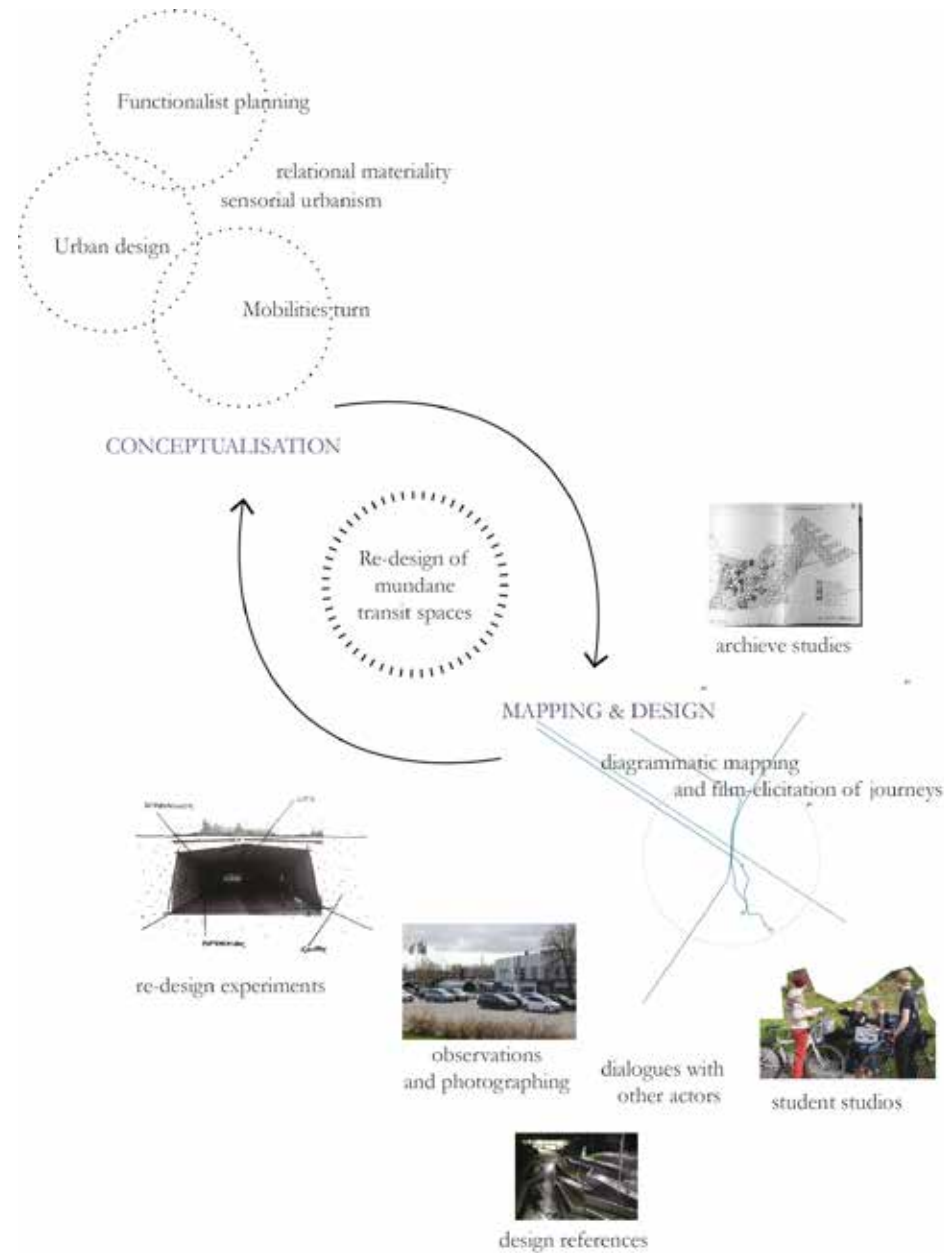 Functionalist planning
relational materiality
sensorial urbanism
Urban design
Mobilities turn
CONCEPTUALISATION
Re-design of
mundane
transit spaces
archieve studies
MAPPING & DESIGN
diagrammatic mapping
and film-elicitation of journeys
re-design experiments
observations
and photographing
dialogues with
other actors
student studios
design references